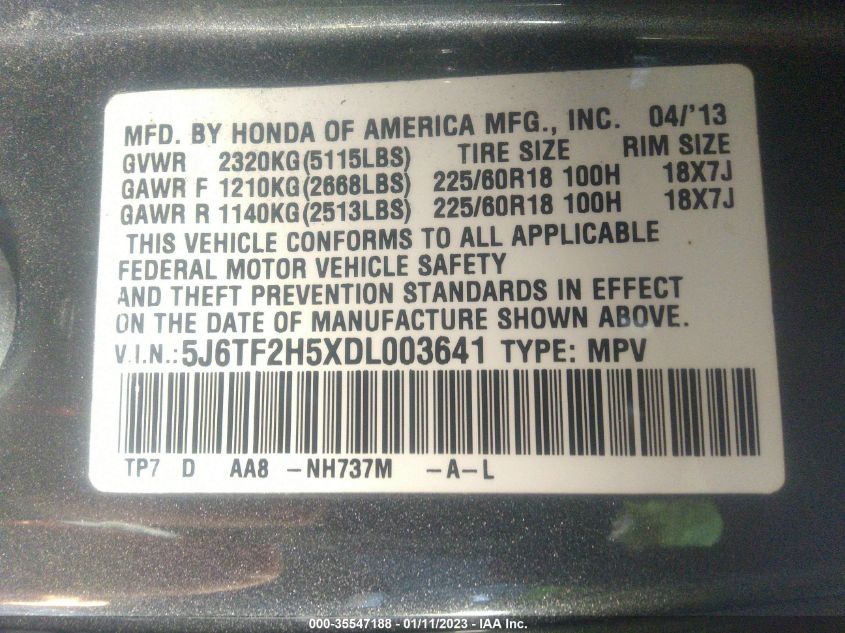 MFD. BY HONDA OF AMERICA MFG., INC. 04/'13
GVWR 2320KG(5115LBS) TIRE SIZE RIM SIZE
GAWR F 1210KG(2668LBS) 225/60R18 100H 18X7J
GAWR R 1140KG(2513LBS) 225/60R18 100H 18X7J
THIS VEHICLE CONFORMS TO ALL APPLICABLE
FEDERAL MOTOR VEHICLE SAFETY
AND THEFT PREVENTION STANDARDS IN EFFECT
ON THE DATE OF MANUFACTURE SHOWN ABOVE.
V.I.N.: 5J6TF2H5XDL003641 TYPE: MPV
TP7 D AA8 -NH737M -A-L
000-35547188 - 01/11/2023 - IAA Inc.